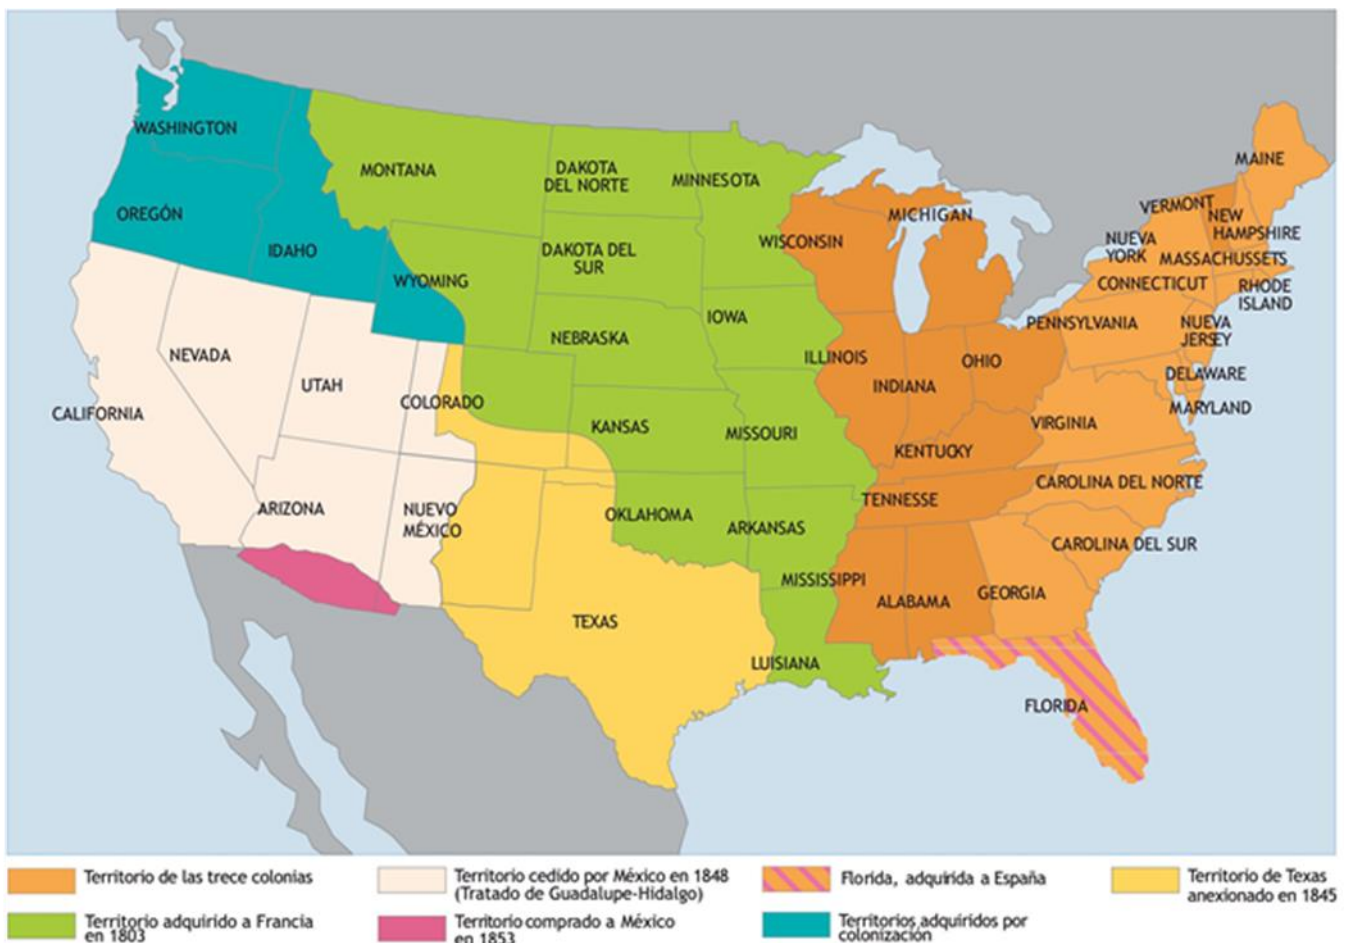 WASHINGTON
MONTANA
DAKOTA
DEL NORTE
MINNESOTA
MAINE
OREGÓN
IDAHO
WYOMING
DAKOTA DEL
SUR
WISCONSIN
MICHIGAN
VERMONT
NEW
HAMPSHIRE
NUEVA
YORK
MASSACHUSSETS
CONNECTICUT
RHODE
ISLAND
NEVADA
UTAH
COLORADO
NEBRASKA
IOWA
ILLINOIS
INDIANA
OHIO
PENNSYLVANIA
NUEVA
JERSEY
DELAWARE
MARYLAND
CALIFORNIA
KANSAS
MISSOURI
KENTUCKY
VIRGINIA
ARIZONA
NUEVO
MÉXICO
OKLAHOMA
ARKANSAS
TENNESSE
CAROLINA DEL NORTE
CAROLINA DEL SUR
TEXAS
MISSISSIPPI
ALABAMA
GEORGIA
LUISIANA
FLORIDA
Territorio de las trece colonias
Territorio adquirido a Francia
en 1803
Territorio cedido por México en 1848
(Tratado de Guadalupe-Hidalgo)
Territorio comprado a México
en 1853
Florida, adquirida a España
Territorios adquiridos por
colonización
Territorio de Texas
anexionado en 1845